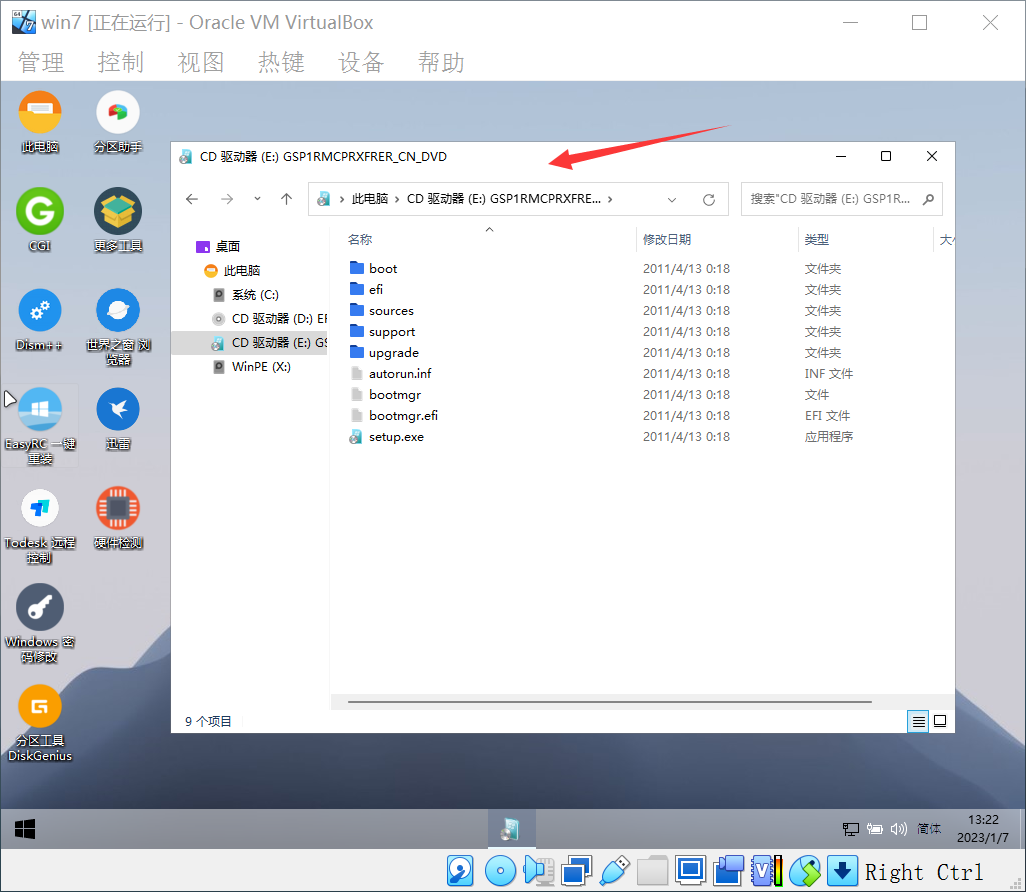 win7 [正在运行] - Oracle VM VirtualBox
管理 控制 视图 热键 设备 帮助
此电脑 分区助手
CGI 更多工具
Dism++ 世界之窗 浏览器
EasyRC 一键重装 迅雷
Todesk 远程控制 硬件检测
Windows 密码修改
分区工具
DiskGenius
CD 驱动器 (E:) GSP1RMCPRXFRER_CN_DVD
此电脑 › CD 驱动器 (E:) GSP1RMCPRXFRE... ›
搜索"CD 驱动器 (E:) GSP1R...
桌面
此电脑
系统 (C:)
CD 驱动器 (D:) EF
CD 驱动器 (E:) GS
WinPE (X:)
名称 修改日期 类型 大
boot 2011/4/13 0:18 文件夹
efi 2011/4/13 0:18 文件夹
sources 2011/4/13 0:18 文件夹
support 2011/4/13 0:18 文件夹
upgrade 2011/4/13 0:18 文件夹
autorun.inf 2011/4/13 0:18 INF 文件
bootmgr 2011/4/13 0:18 文件
bootmgr.efi 2011/4/13 0:18 EFI 文件
setup.exe 2011/4/13 0:18 应用程序
9 个项目
简体
13:22
2023/1/7
Right Ctrl